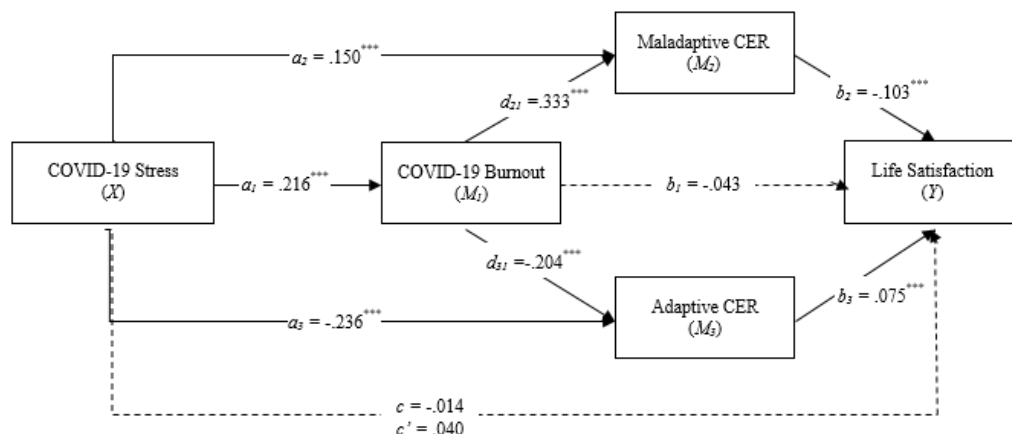 Maladaptive CER
(M₂)
a₂ = .150***
b₂ = -.103***
d₂₁ =.333***
COVID-19 Stress
(X)
a₁ = .216***
COVID-19 Burnout
(M₁)
b₁ = -.043
Life Satisfaction
(Y)
d₃₁ =-.204***
Adaptive CER
(M₃)
b₃ = .075***
a₃ = -.236***
c = -.014
c' = .040